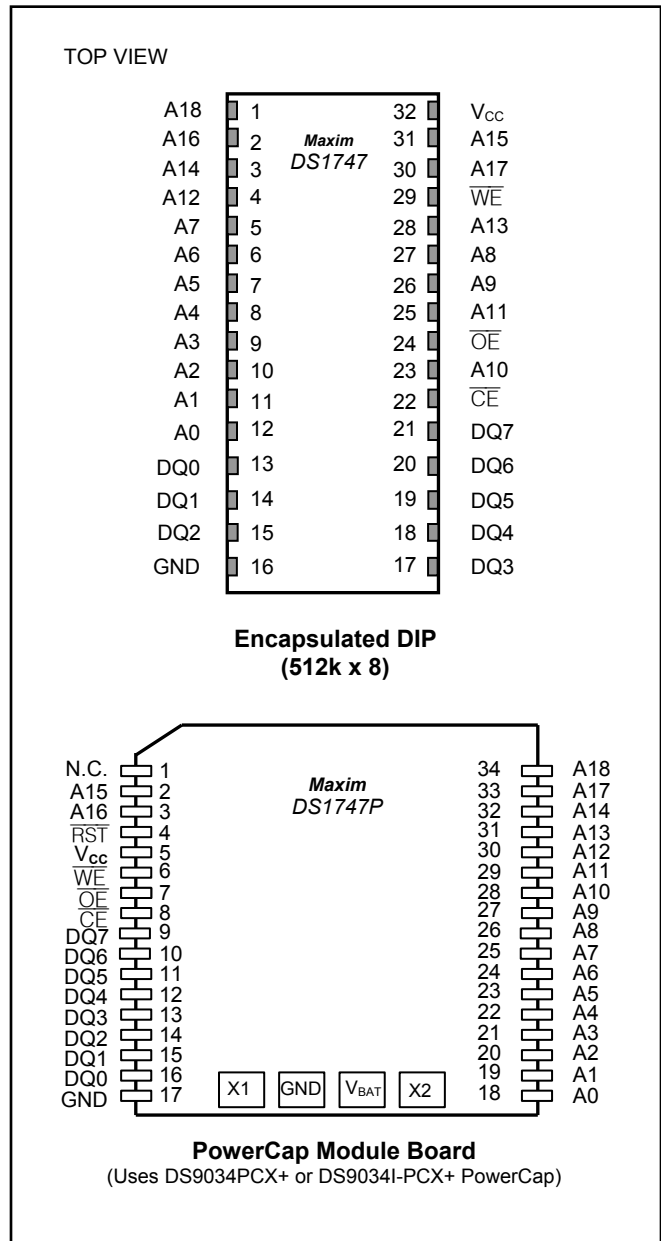 TOP VIEW
A18 1 32 VCC
A16 2 Maxim 31 A15
A14 3 DS1747 30 A17
A12 4 29 WE
A7 5 28 A13
A6 6 27 A8
A5 7 26 A9
A4 8 25 A11
A3 9 24 OE
A2 10 23 A10
A1 11 22 CE
A0 12 21 DQ7
DQ0 13 20 DQ6
DQ1 14 19 DQ5
DQ2 15 18 DQ4
GND 16 17 DQ3
Encapsulated DIP
(512k x 8)
N.C. 1 Maxim 34 A18
A15 2 DS1747P 33 A17
A16 3 32 A14
RST 4 31 A13
Vcc 5 30 A12
WE 6 29 A11
OE 7 28 A10
CE 8 27 A9
DQ7 9 26 A8
DQ6 10 25 A7
DQ5 11 24 A6
DQ4 12 23 A5
DQ3 13 22 A4
DQ2 14 21 A3
DQ1 15 20 A2
DQ0 16 19 A1
GND 17 X1 GND VBAT X2 18 A0
PowerCap Module Board
(Uses DS9034PCX+ or DS9034I-PCX+ PowerCap)